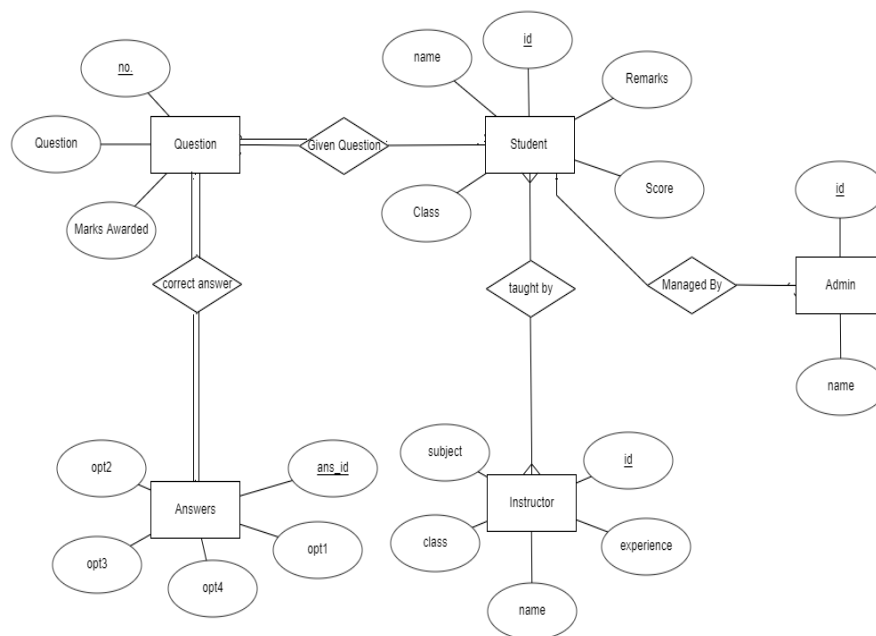 id
no.
name
Remarks
Question
Question
Given Question
Student
Marks Awarded
Class
Score
id
correct answer
taught by
Managed By
Admin
name
opt2
ans_id
subject
id
Answers
Instructor
opt3
opt1
class
experience
opt4
name